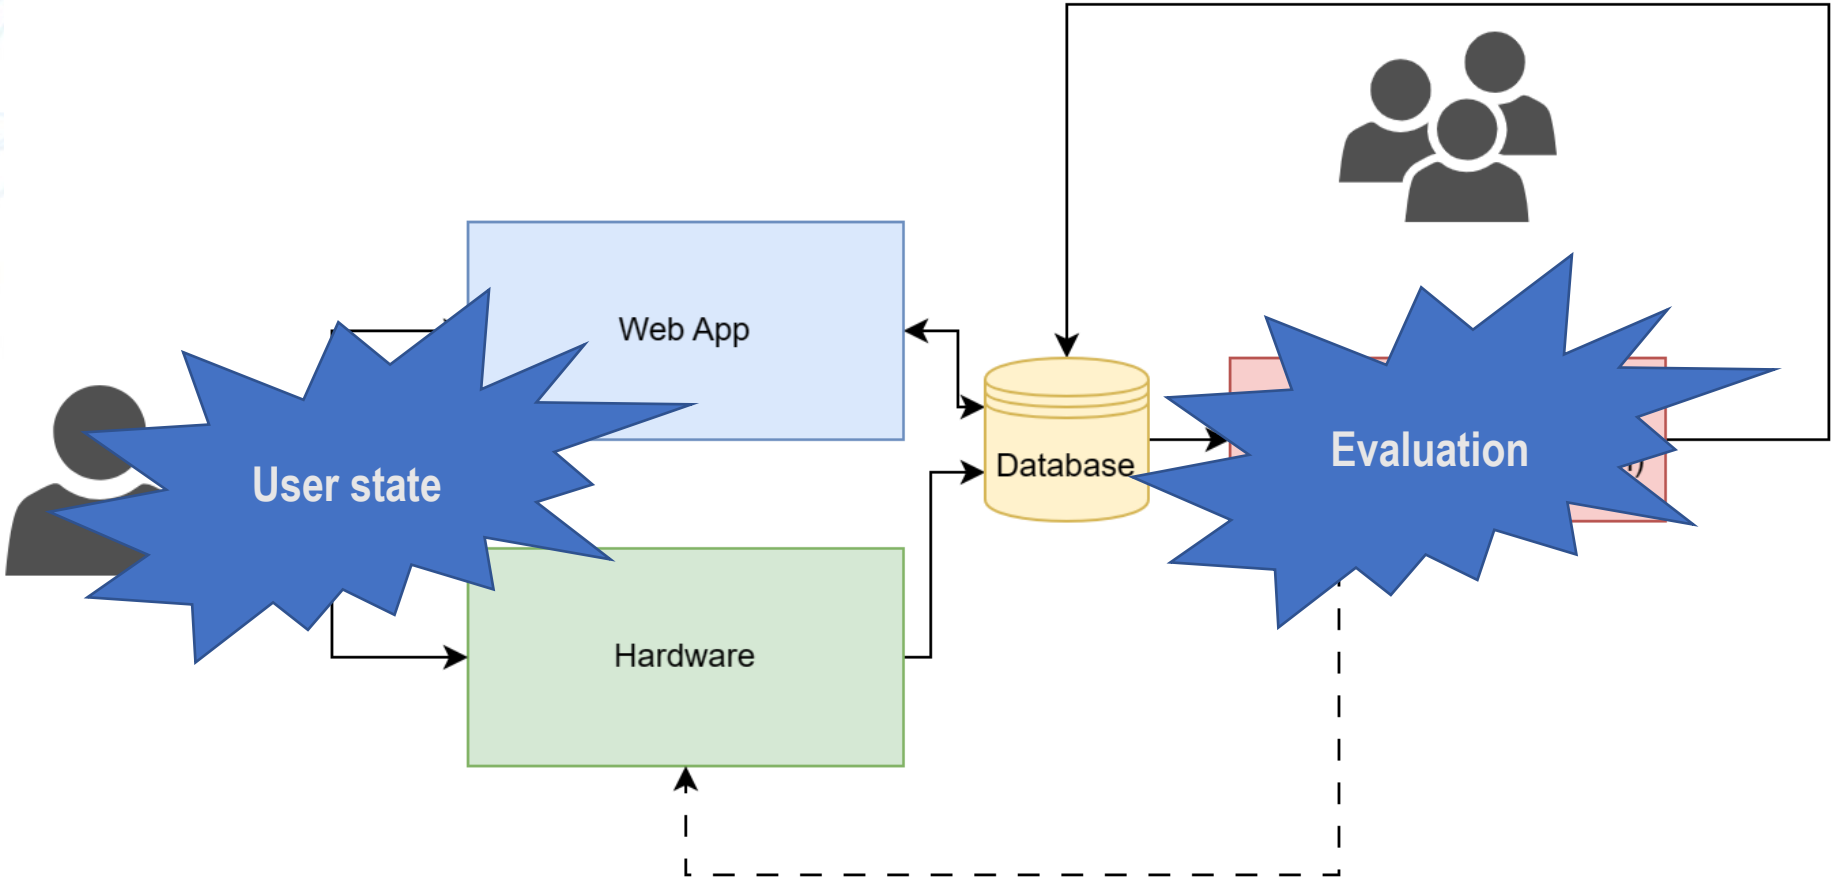 Web App
User state
Database
Evaluation
Hardware